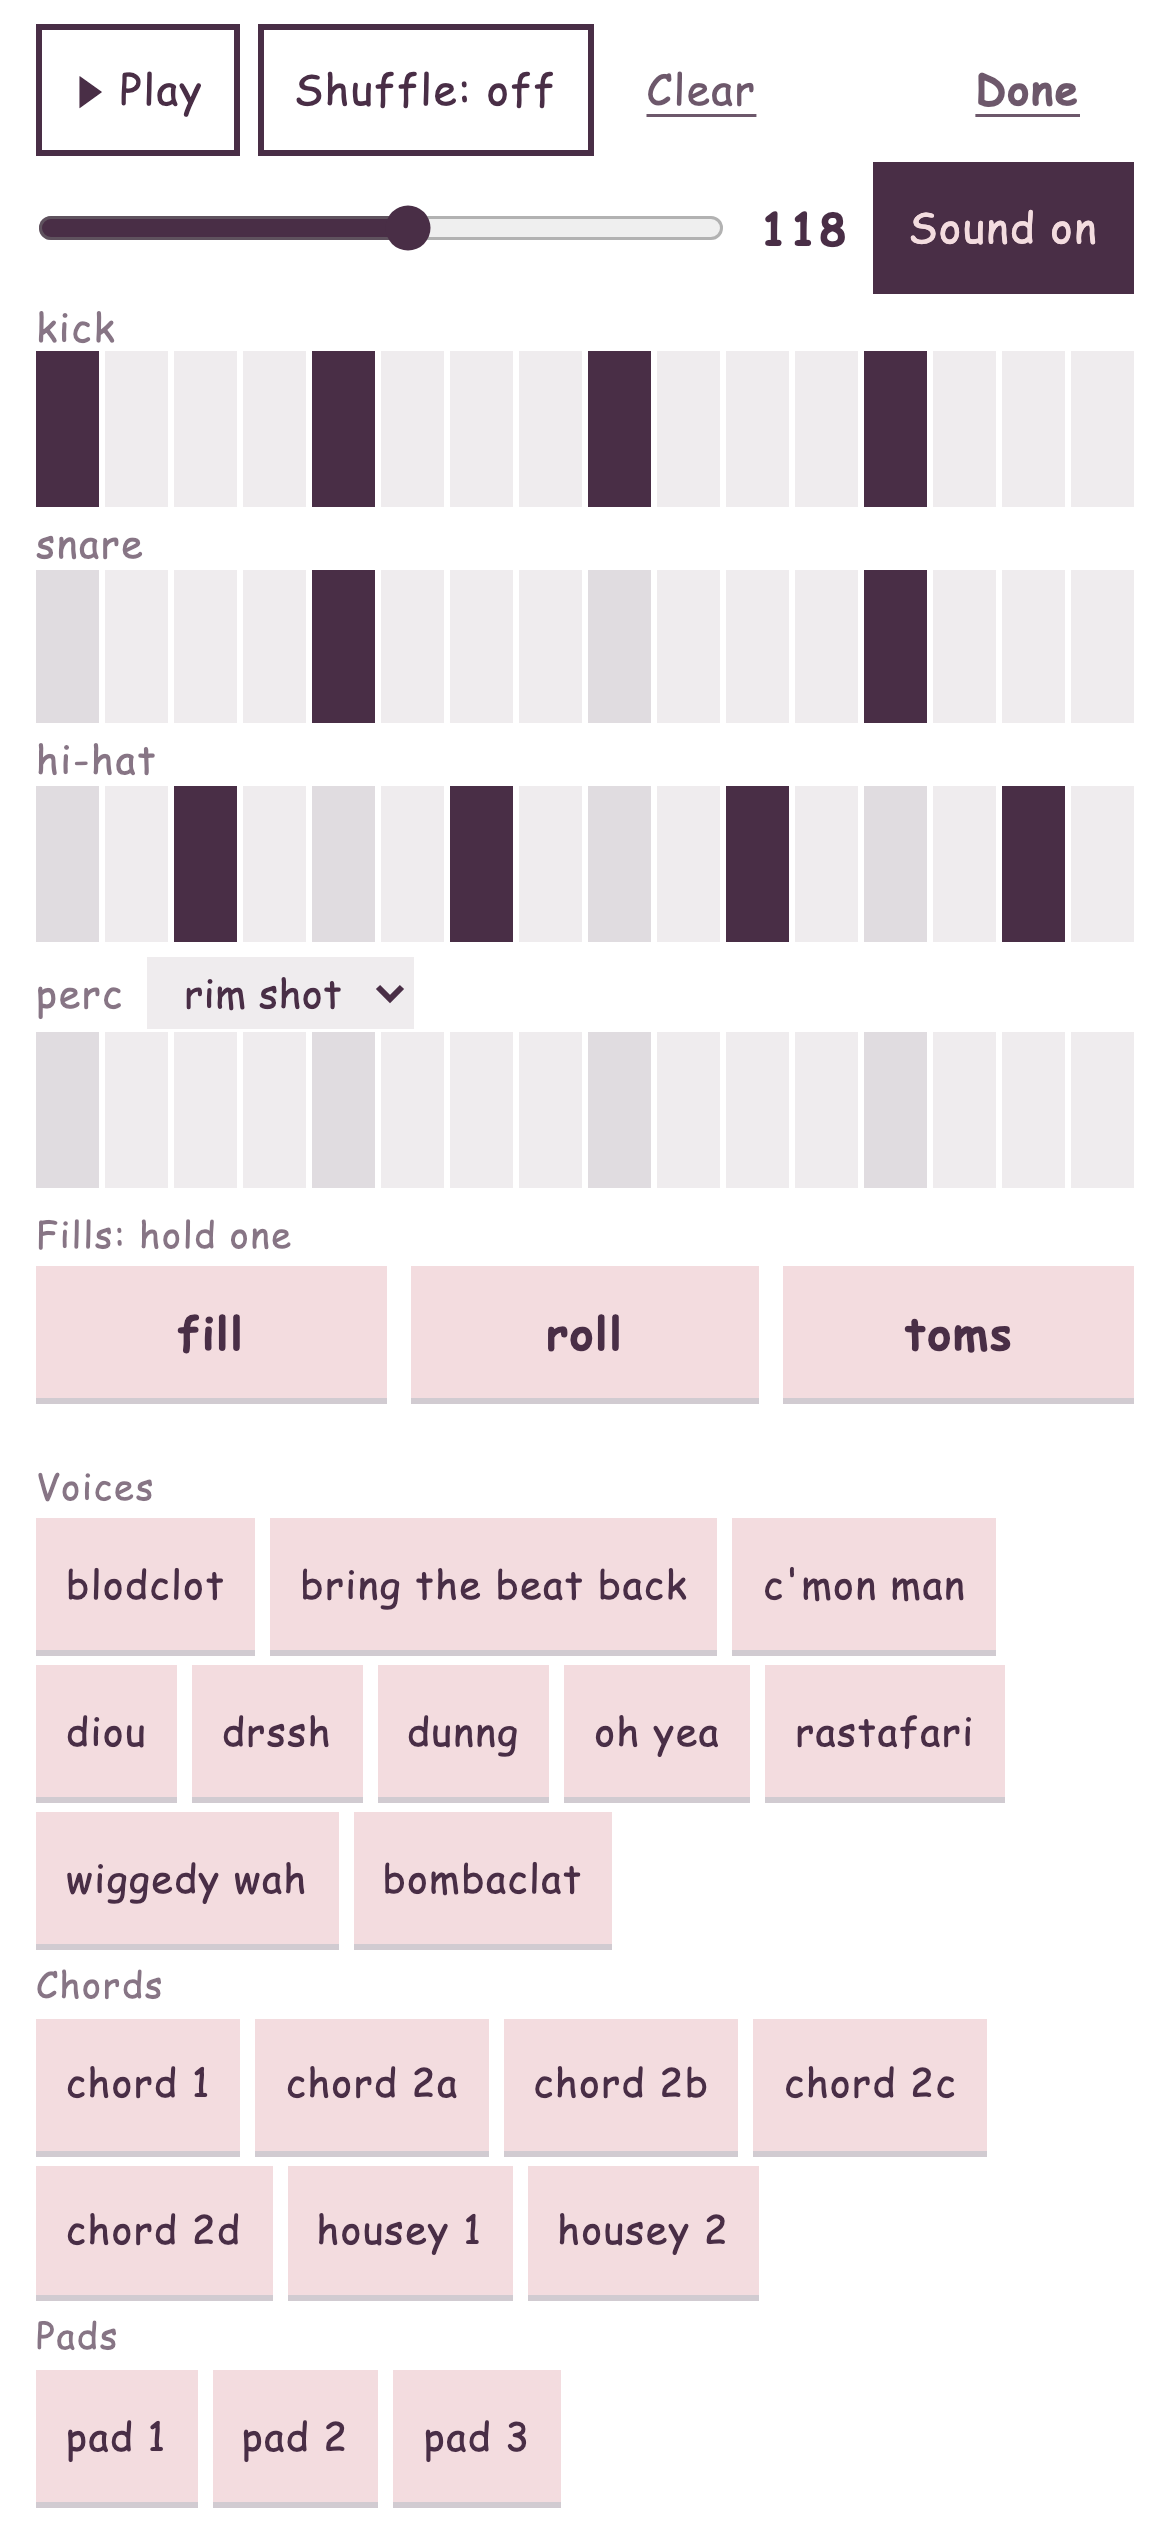 ▶ Play Shuffle: off Clear Done
118 Sound on
kick
snare
hi-hat
perc rim shot
Fills: hold one
fill roll toms
Voices
blodclot bring the beat back c'mon man
diou drssh dunng oh yea rastafari
wiggedy wah bombaclat
Chords
chord 1 chord 2a chord 2b chord 2c
chord 2d housey 1 housey 2
Pads
pad 1 pad 2 pad 3